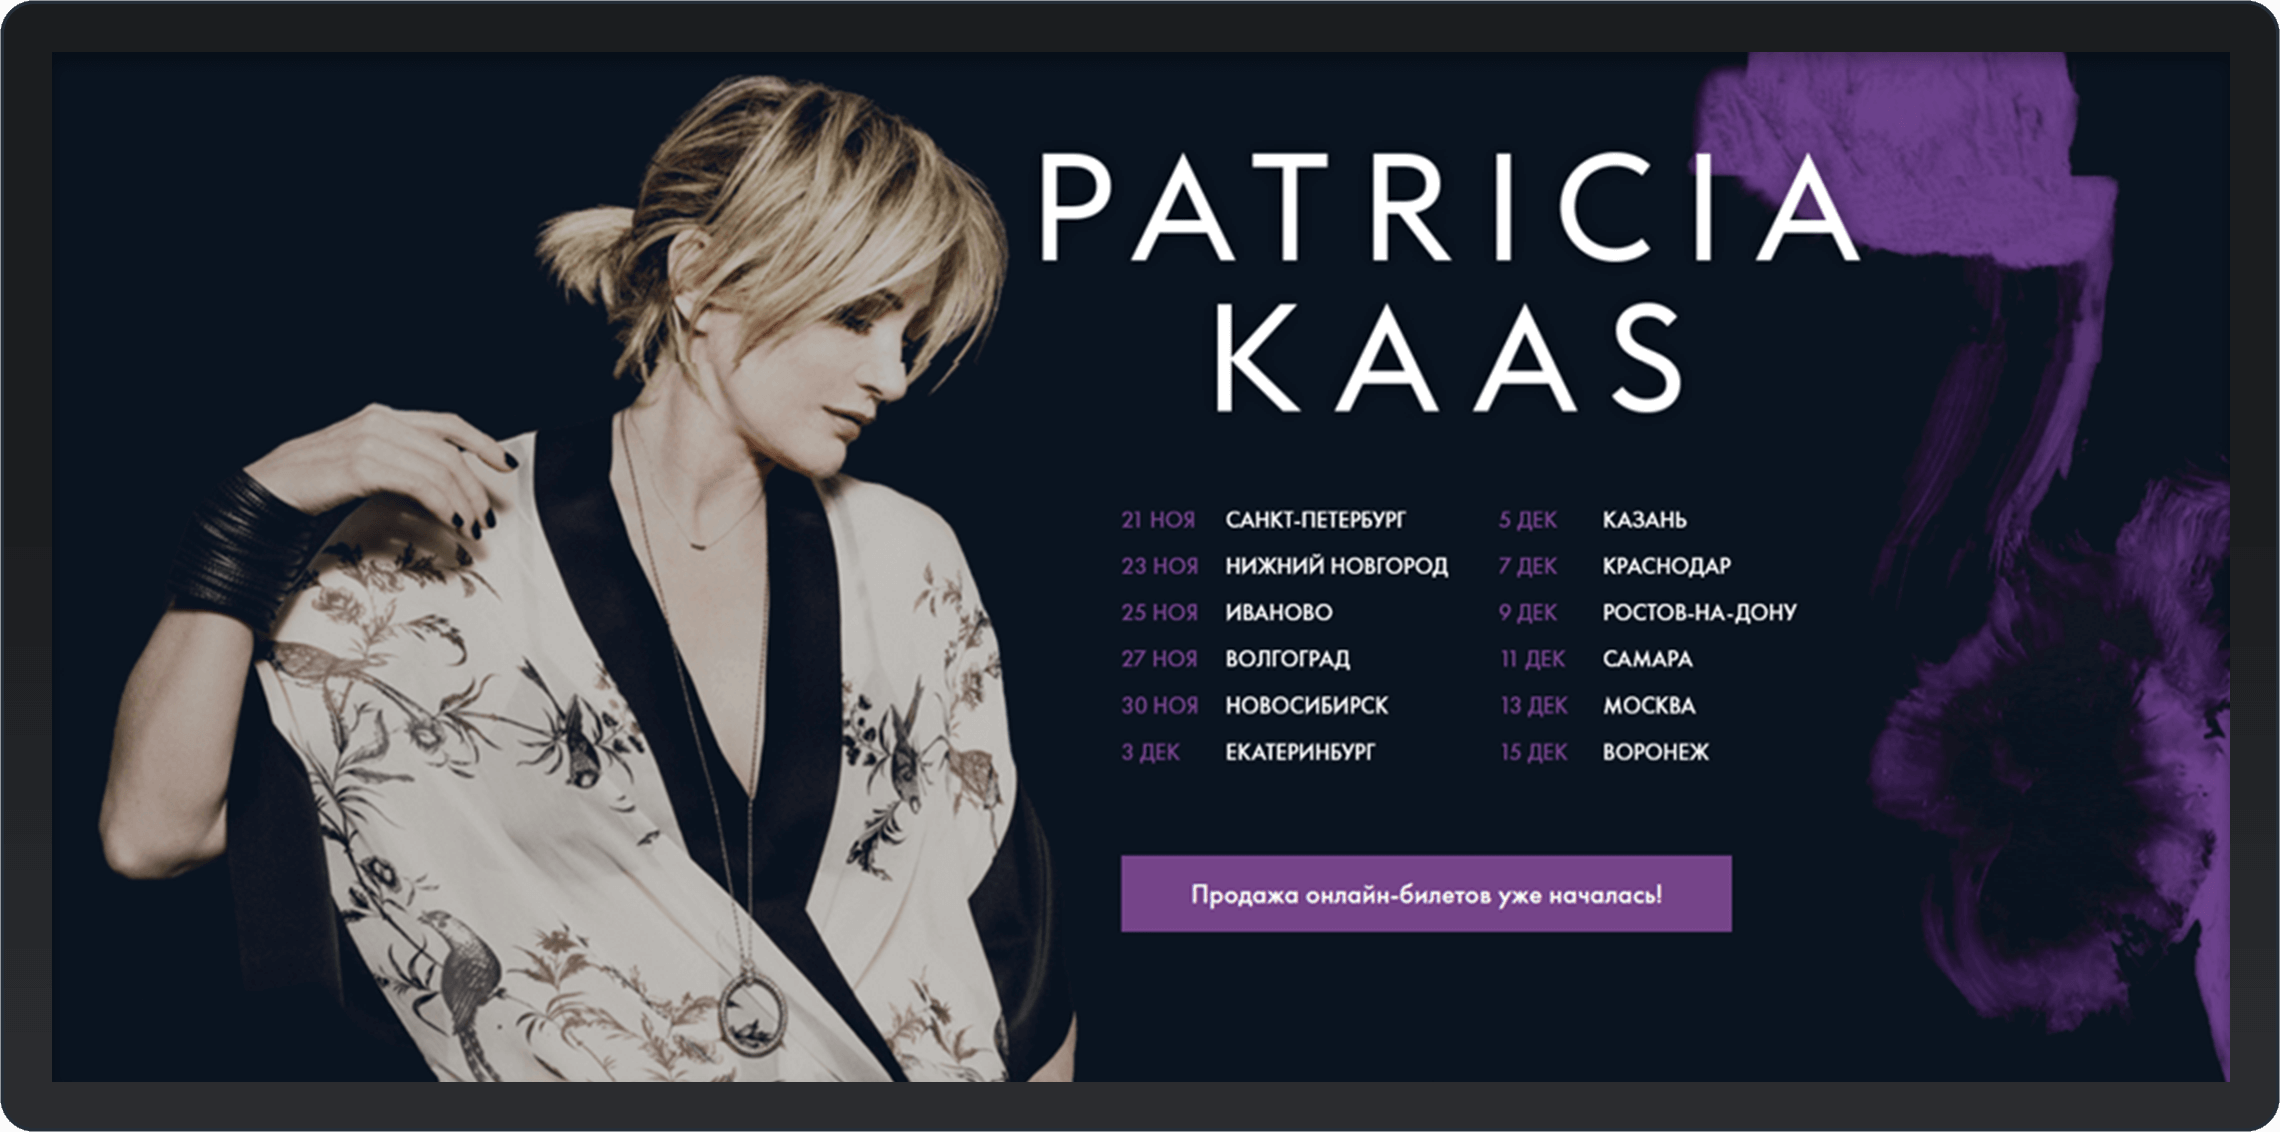 PATRICIA
KAAS
21 НОЯ САНКТ-ПЕТЕРБУРГ
23 НОЯ НИЖНИЙ НОВГОРОД
25 НОЯ ИВАНОВО
27 НОЯ ВОЛГОГРАД
30 НОЯ НОВОСИБИРСК
3 ДЕК ЕКАТЕРИНБУРГ
5 ДЕК КАЗАНЬ
7 ДЕК КРАСНОДАР
9 ДЕК РОСТОВ-НА-ДОНУ
11 ДЕК САМАРА
13 ДЕК МОСКВА
15 ДЕК ВОРОНЕЖ
Продажа онлайн-билетов уже началась!